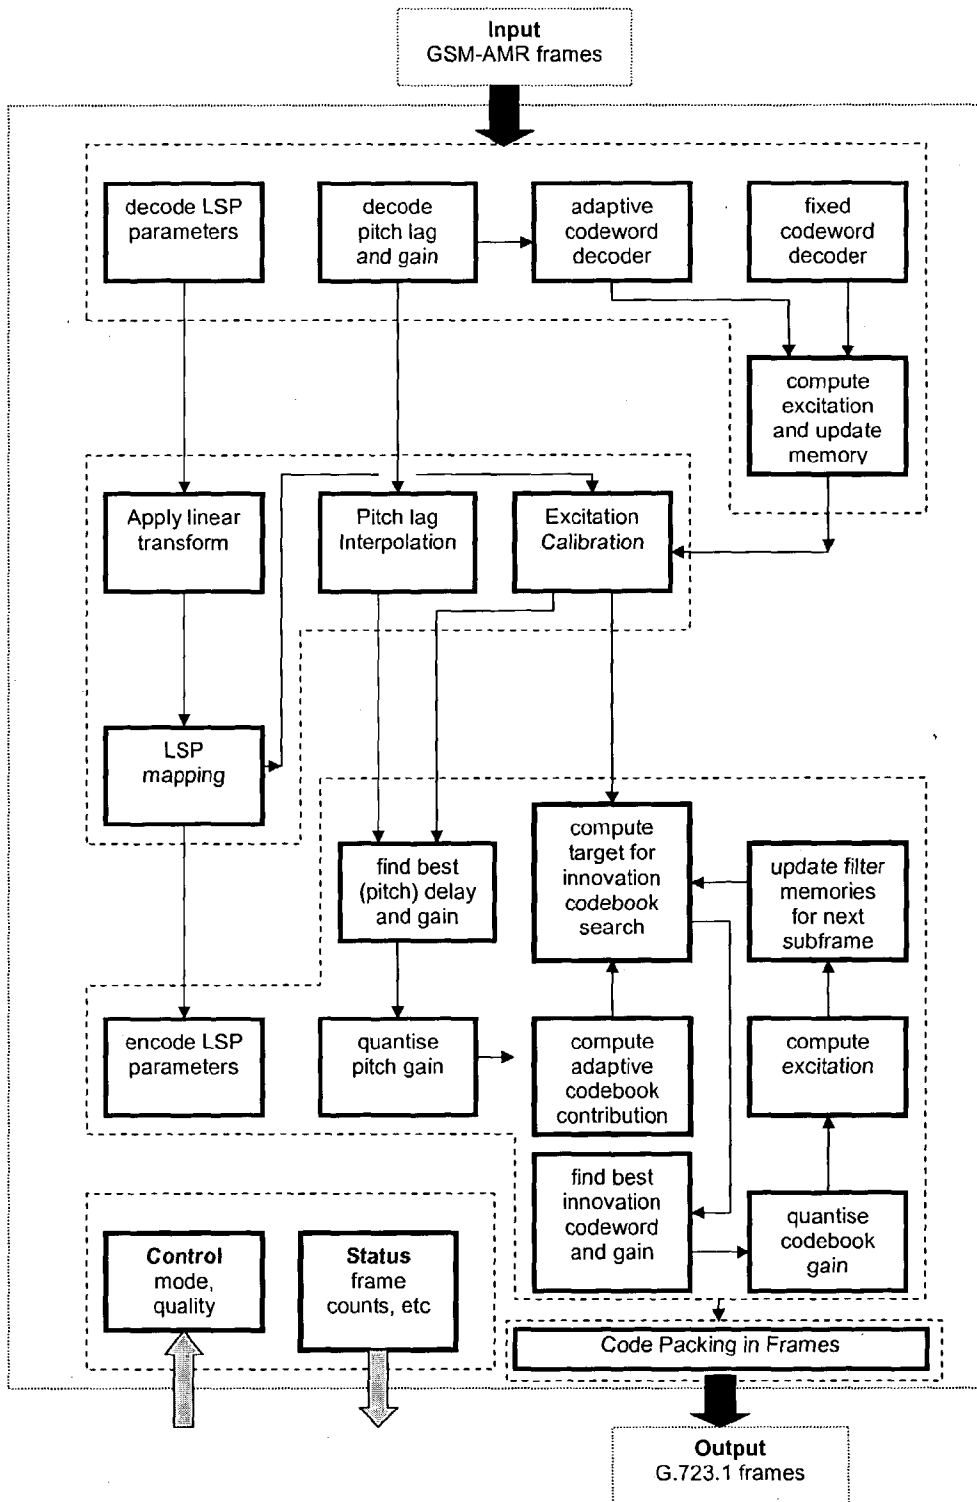 Input
GSM-AMR frames
decode LSP
parameters
decode
pitch lag
and gain
adaptive
codeword
decoder
fixed
codeword
decoder
compute
excitation
and update
memory
Apply linear
transform
Pitch lag
Interpolation
Excitation
Calibration
LSP
mapping
find best
(pitch) delay
and gain
compute
target for
innovation
codebook
search
update filter
memories
for next
subframe
encode LSP
parameters
quantise
pitch gain
compute
adaptive
codebook
contribution
compute
excitation
find best
innovation
codeword
and gain
quantise
codebook
gain
Control
mode,
quality
Status
frame
counts, etc
Code Packing in Frames
Output
G.723.1 frames